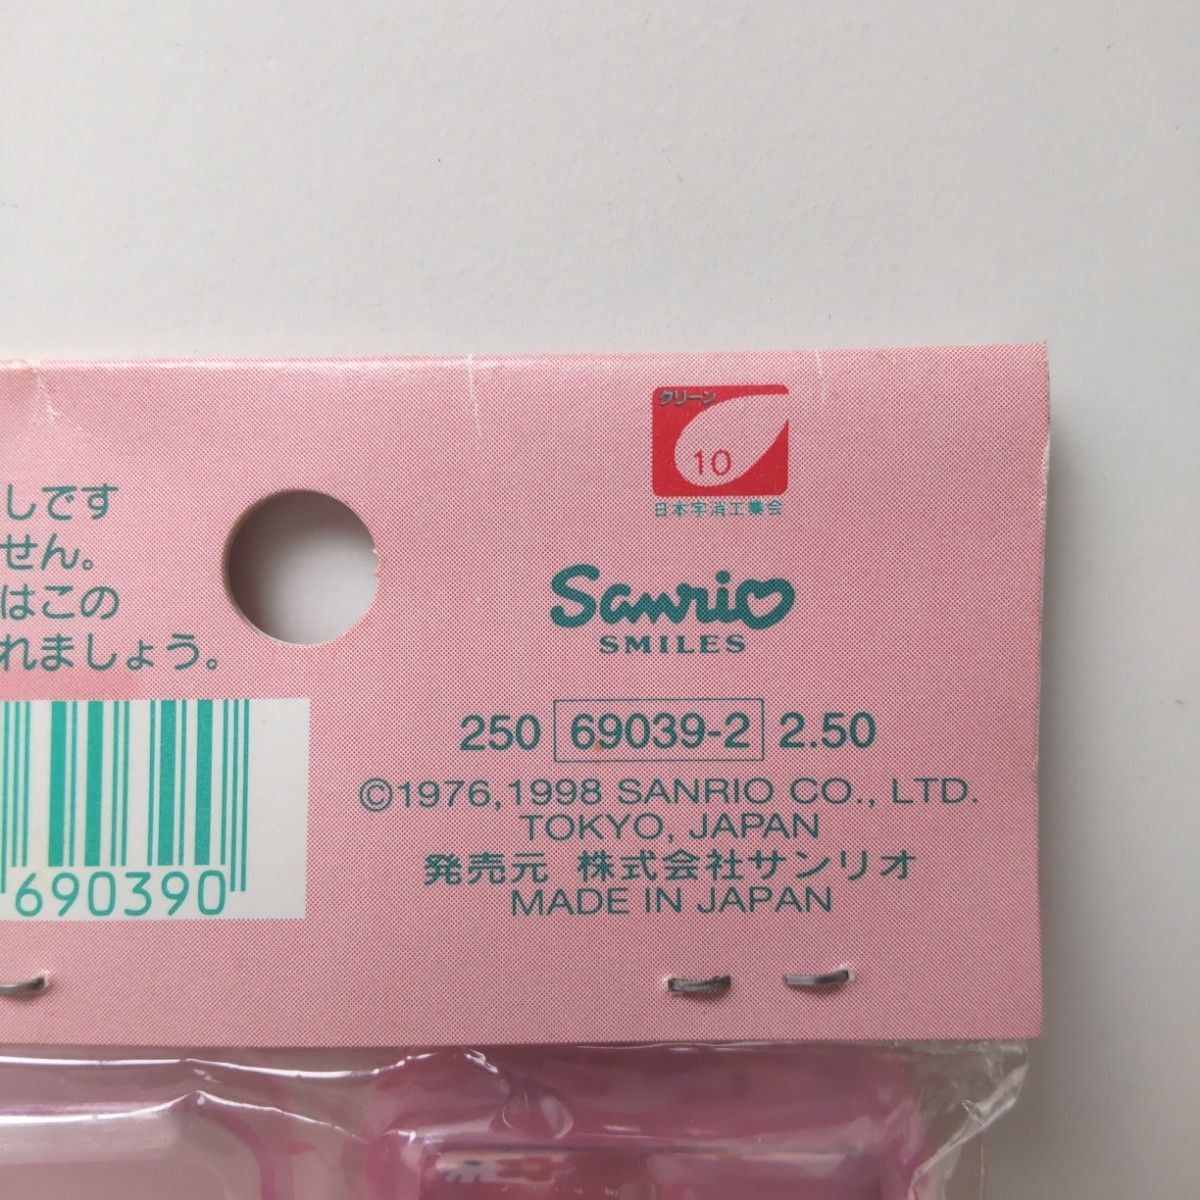 クリーン
10
日本字消工業会
しです
せん。
はこの
れましょう。
Sanrio
SMILES
250 69039-2 2.50
©1976,1998 SANRIO CO., LTD.
TOKYO, JAPAN
発売元 株式会社サンリオ
MADE IN JAPAN
690390